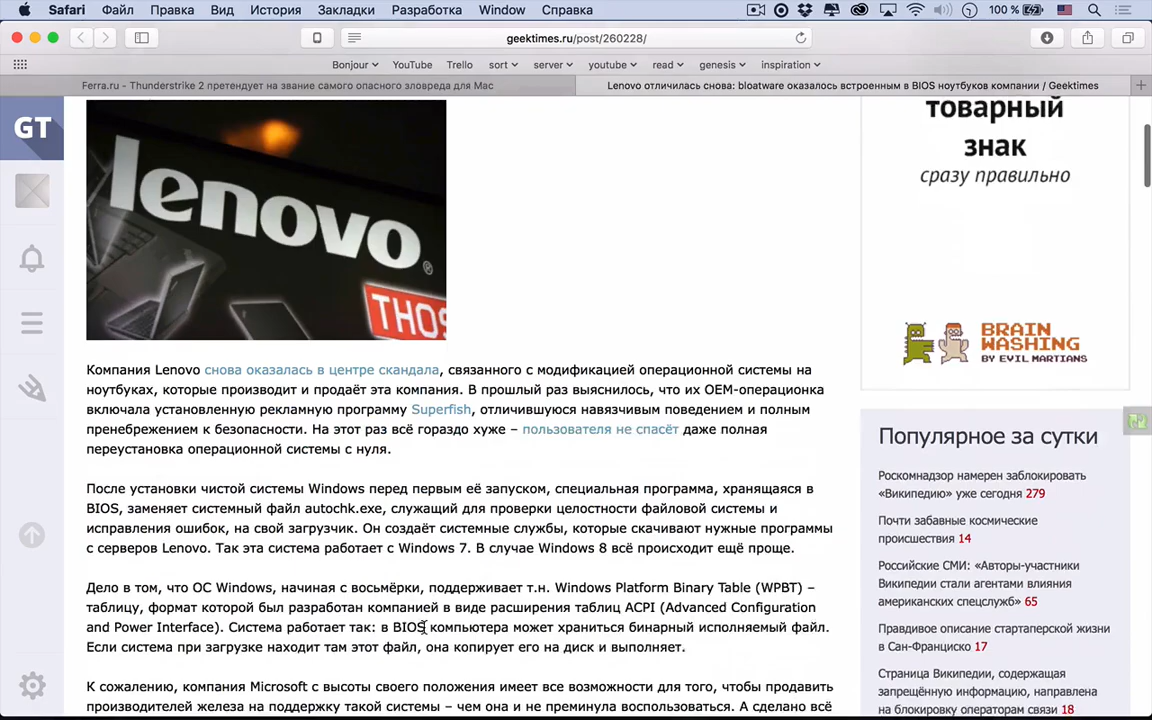 Safari Файл Правка Вид История Закладки Разработка Window Справка 100 %
geektimes.ru/post/260228/
Bonjour YouTube Trello sort server youtube read genesis inspiration
Ferra.ru - Thunderstrike 2 претендует на звание самого опасного зловреда для Mac
Lenovo отличилась снова: bloatware оказалось встроенным в BIOS ноутбуков компании / Geektimes
GT
lenovo
®
THOS
Компания Lenovo снова оказалась в центре скандала, связанного с модификацией операционной системы на
ноутбуках, которые производит и продаёт эта компания. В прошлый раз выяснилось, что их OEM-операционка
включала установленную рекламную программу Superfish, отличившуюся навязчивым поведением и полным
пренебрежением к безопасности. На этот раз всё гораздо хуже – пользователя не спасёт даже полная
переустановка операционной системы с нуля.
После установки чистой системы Windows перед первым её запуском, специальная программа, хранящаяся в
BIOS, заменяет системный файл autochk.exe, служащий для проверки целостности файловой системы и
исправления ошибок, на свой загрузчик. Он создаёт системные службы, которые скачивают нужные программы
с серверов Lenovo. Так эта система работает с Windows 7. В случае Windows 8 всё происходит ещё проще.
Дело в том, что ОС Windows, начиная с восьмёрки, поддерживает т.н. Windows Platform Binary Table (WPBT) –
таблицу, формат которой был разработан компанией в виде расширения таблиц ACPI (Advanced Configuration
and Power Interface). Система работает так: в BIOS компьютера может храниться бинарный исполняемый файл.
Если система при загрузке находит там этот файл, она копирует его на диск и выполняет.
К сожалению, компания Microsoft с высоты своего положения имеет все возможности для того, чтобы продавить
производителей железа на поддержку такой системы – чем она и не преминула воспользоваться. А сделано всё
товарный
знак
сразу правильно
BRAIN
WASHING
BY EVIL MARTIANS
Популярное за сутки
Роскомнадзор намерен заблокировать
«Википедию» уже сегодня 279
Почти забавные космические
происшествия 14
Российские СМИ: «Авторы-участники
Википедии стали агентами влияния
американских спецслужб» 65
Правдивое описание стартаперской жизни
в Сан-Франциско 17
Страница Википедии, содержащая
запрещённую информацию, направлена
на блокировку операторам связи 18